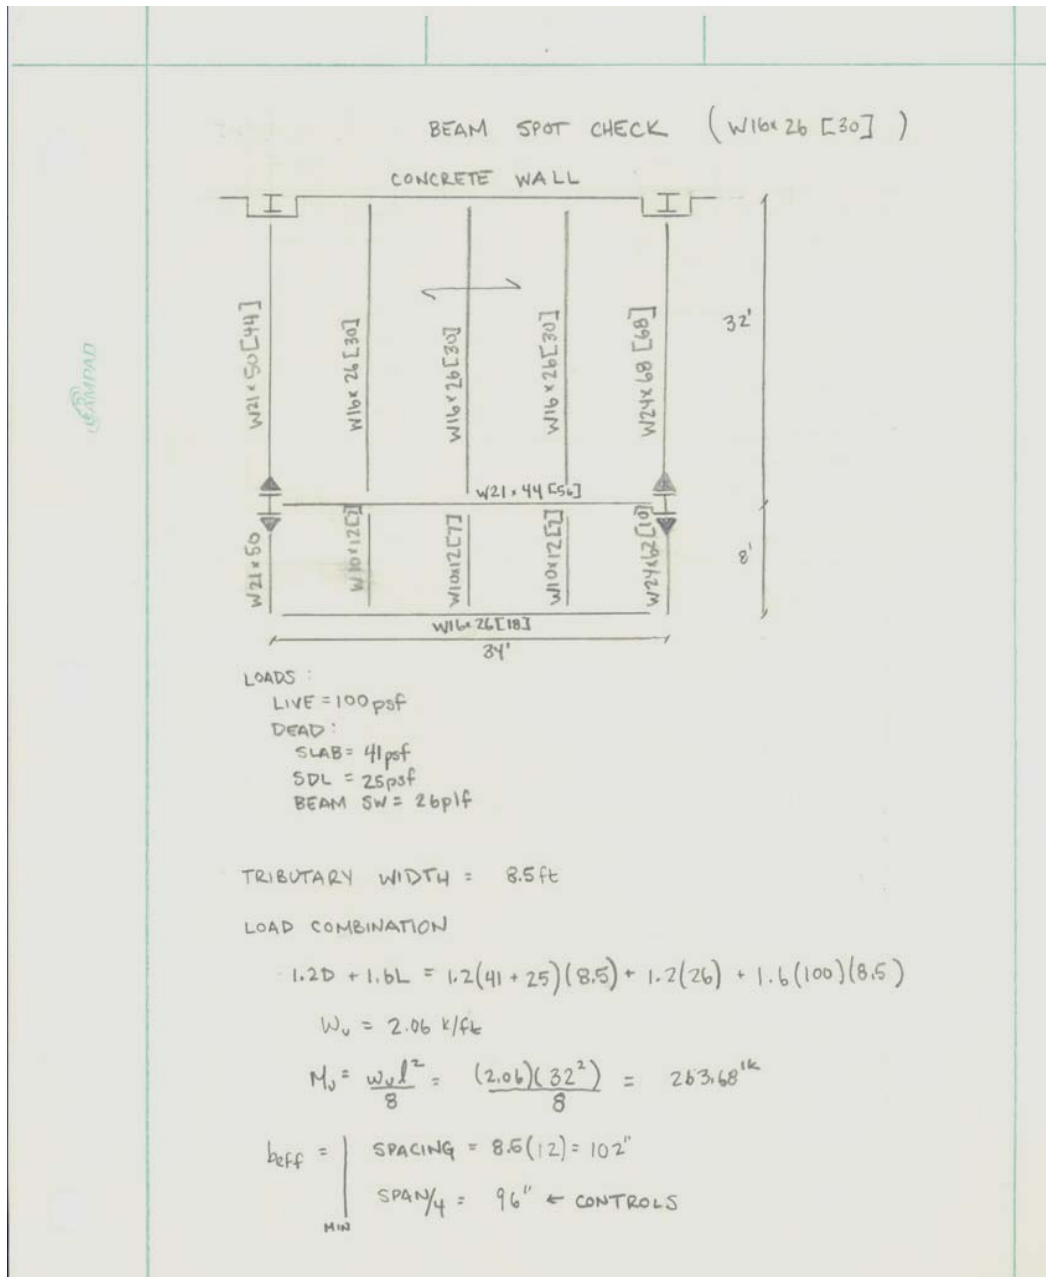 BEAM SPOT CHECK (W16x26 [30])
CONCRETE WALL
W21x50[44]
W16x26[30]
W16x26[30]
W16x26[30]
W24x68 [68]
32'
W21x44 [56]
W21x50
W10x12[7]
W10x12[7]
W10x12[7]
W24x62[10]
8'
W16x26[18]
34'
AMPAD
LOADS:
LIVE = 100psf
DEAD:
SLAB = 41psf
SDL = 25psf
BEAM SW = 26plf
TRIBUTARY WIDTH = 8.5ft
LOAD COMBINATION
1.2D + 1.6L = 1.2(41 + 25)(8.5) + 1.2(26) + 1.6(100)(8.5)
Wu = 2.06 k/ft
Mu = wul²/8 = (2.06)(32²)/8 = 263.68'k
beff = | SPACING = 8.5(12) = 102"
SPAN/4 = 96" ← CONTROLS
MIN